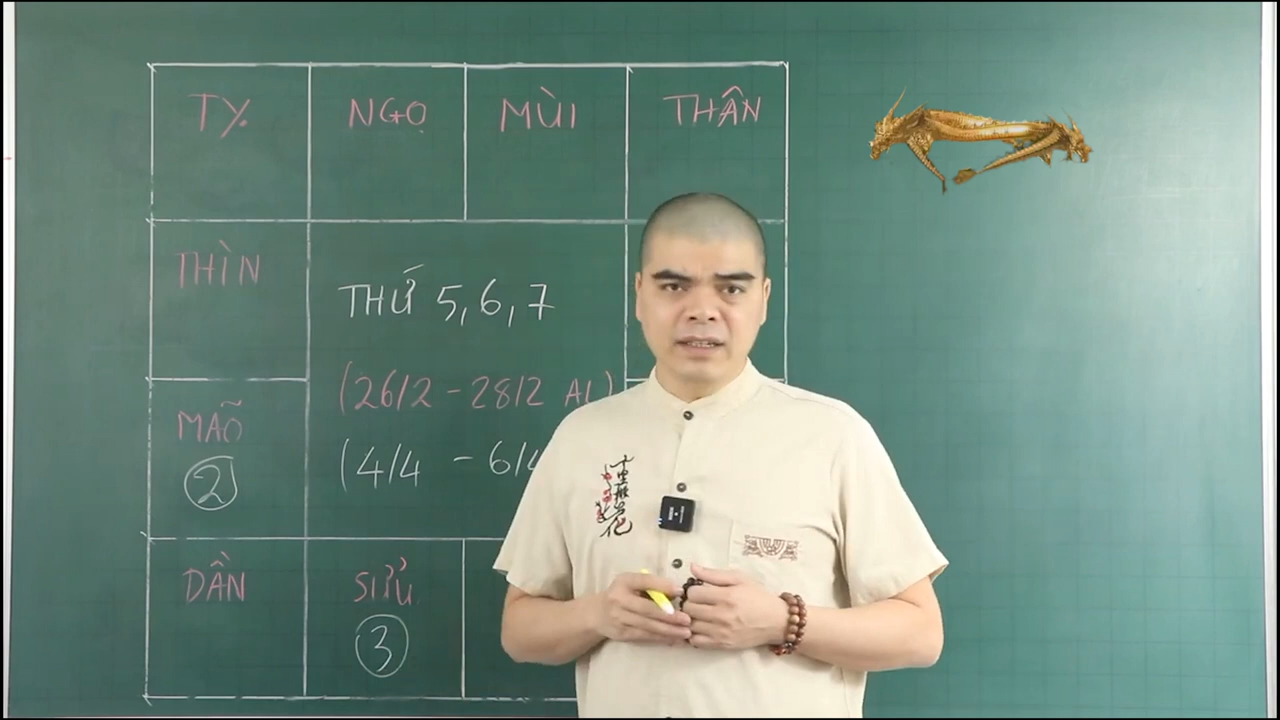 TỴ
NGỌ
MÙI
THÂN
THÌN
THỨ 5, 6, 7
(26/2 - 28/2 AL)
MÃO
②
(4/4 - 6/4
DẦN
SỬU
③